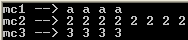 mc1 --> a a a a
mc2 --> 2 2 2 2 2 2 2 2
mc3 --> 3 3 3 3